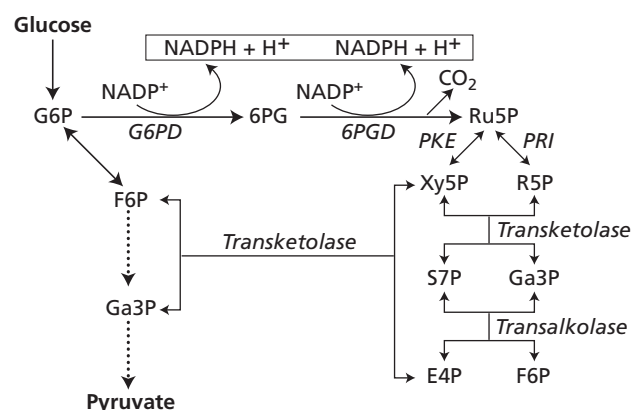 Glucose
NADPH + H⁺ NADPH + H⁺
NADP⁺ NADP⁺ CO₂
G6P 6PG Ru5P
G6PD 6PGD PKE PRI
F6P Xy5P R5P
Transketolase Transketolase
S7P Ga3P
Ga3P Transalkolase
E4P F6P
Pyruvate